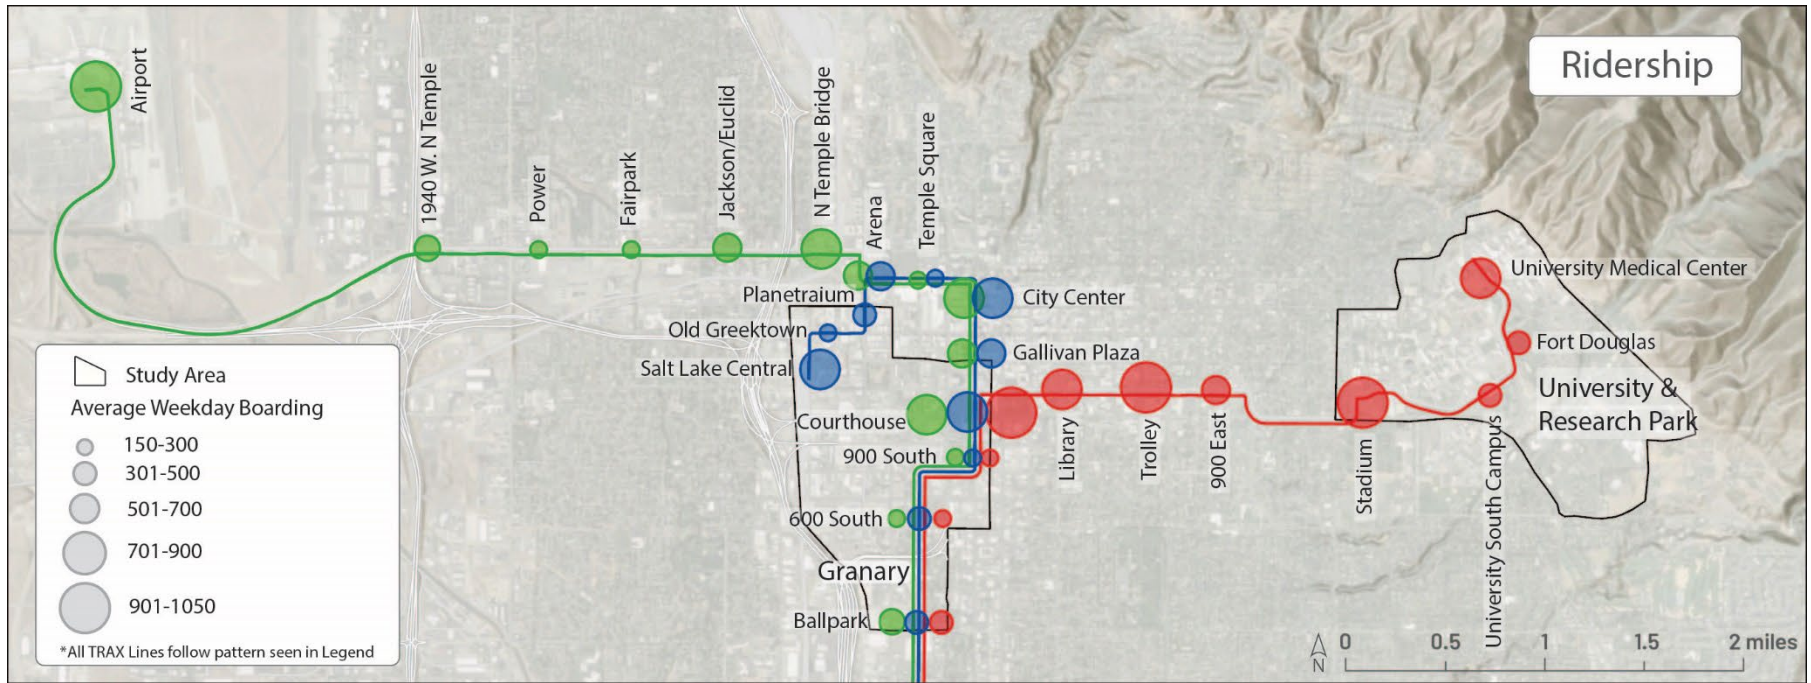 Ridership
Airport
1940 W. N Temple
Power
Fairpark
Jackson/Euclid
N Temple Bridge
Arena
Temple Square
Planetraium
City Center
Old Greektown
Salt Lake Central
Gallivan Plaza
Courthouse
900 South
600 South
Granary
Ballpark
Library
Trolley
900 East
Stadium
University South Campus
University Medical Center
Fort Douglas
University &
Research Park
Study Area
Average Weekday Boarding
150-300
301-500
501-700
701-900
901-1050
*All TRAX Lines follow pattern seen in Legend
N
0 0.5 1 1.5 2 miles